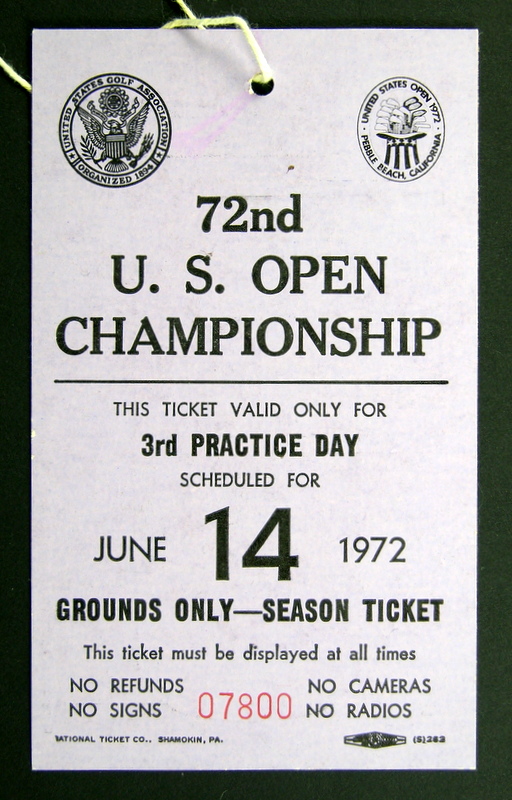 UNITED STATES GOLF ASSOCIATION
ORGANIZED 1894
UNITED STATES OPEN 1972
PEBBLE BEACH, CALIFORNIA
72nd
U. S. OPEN
CHAMPIONSHIP
THIS TICKET VALID ONLY FOR
3rd PRACTICE DAY
SCHEDULED FOR
JUNE 14 1972
GROUNDS ONLY—SEASON TICKET
This ticket must be displayed at all times
NO REFUNDS
NO SIGNS
07800
NO CAMERAS
NO RADIOS
NATIONAL TICKET CO., SHAMOKIN, PA.
(S)283